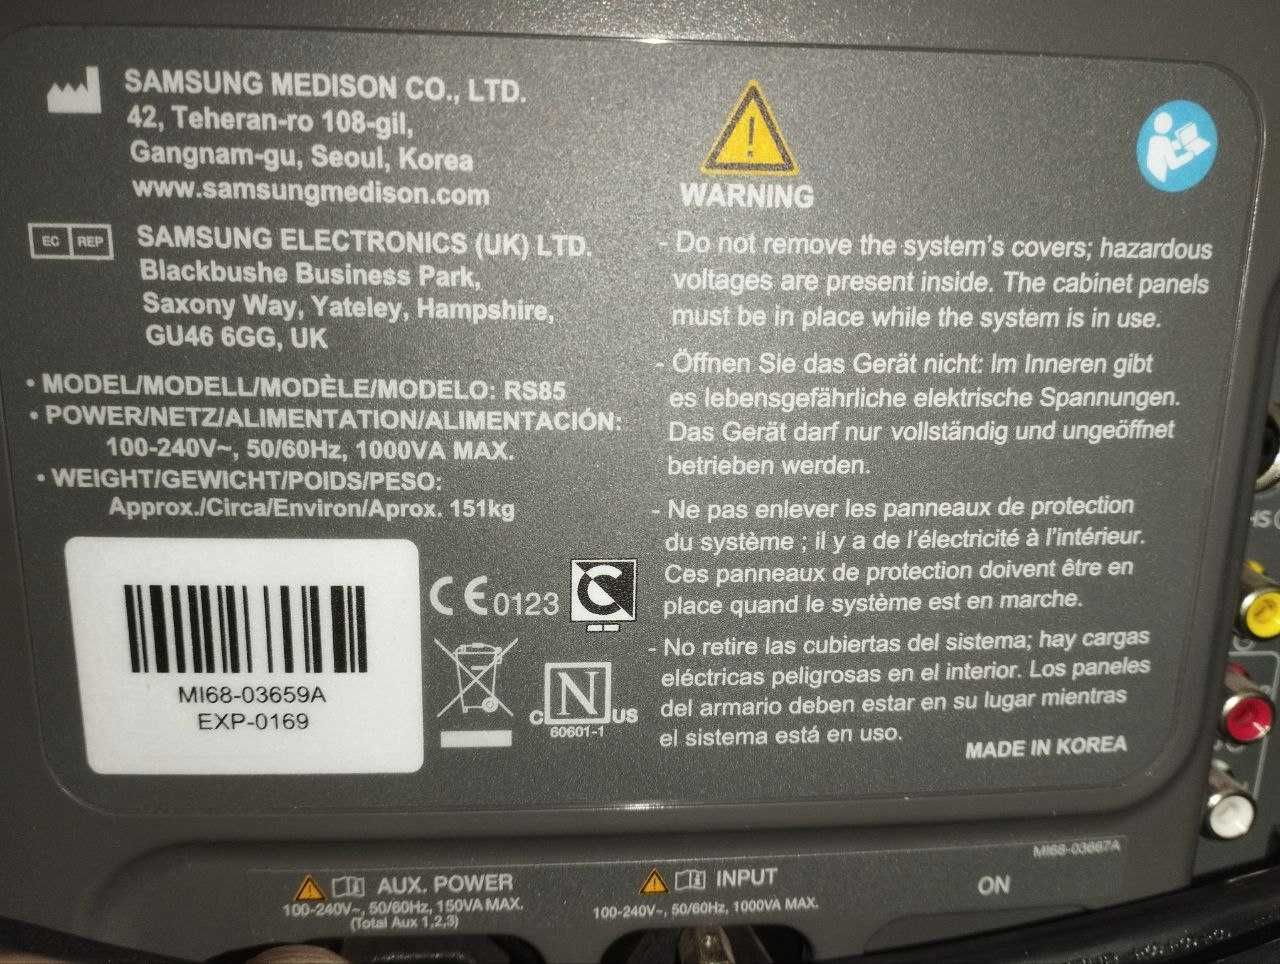 SAMSUNG MEDISON CO., LTD.
42, Teheran-ro 108-gil,
Gangnam-gu, Seoul, Korea
www.samsungmedison.com
EC REP
SAMSUNG ELECTRONICS (UK) LTD.
Blackbushe Business Park,
Saxony Way, Yateley, Hampshire,
GU46 6GG, UK
• MODEL/MODELL/MODÈLE/MODELO: RS85
• POWER/NETZ/ALIMENTATION/ALIMENTACIÓN:
100-240V~, 50/60Hz, 1000VA MAX.
• WEIGHT/GEWICHT/POIDS/PESO:
Approx./Circa/Environ/Aprox. 151kg
MI68-03659A
EXP-0169
CE 0123
C
C N US
60601-1
WARNING
- Do not remove the system's covers; hazardous
voltages are present inside. The cabinet panels
must be in place while the system is in use.
- Öffnen Sie das Gerät nicht: Im Inneren gibt
es lebensgefährliche elektrische Spannungen.
Das Gerät darf nur vollständig und ungeöffnet
betrieben werden.
- Ne pas enlever les panneaux de protection
du système ; il y a de l'électricité à l'intérieur.
Ces panneaux de protection doivent être en
place quand le système est en marche.
- No retire las cubiertas del sistema; hay cargas
eléctricas peligrosas en el interior. Los paneles
del armario deben estar en su lugar mientras
el sistema está en uso.
MADE IN KOREA
MI68-03667A
AUX. POWER
100-240V~, 50/60Hz, 150VA MAX.
(Total Aux 1,2,3)
INPUT
100-240V~, 50/60Hz, 1000VA MAX.
ON